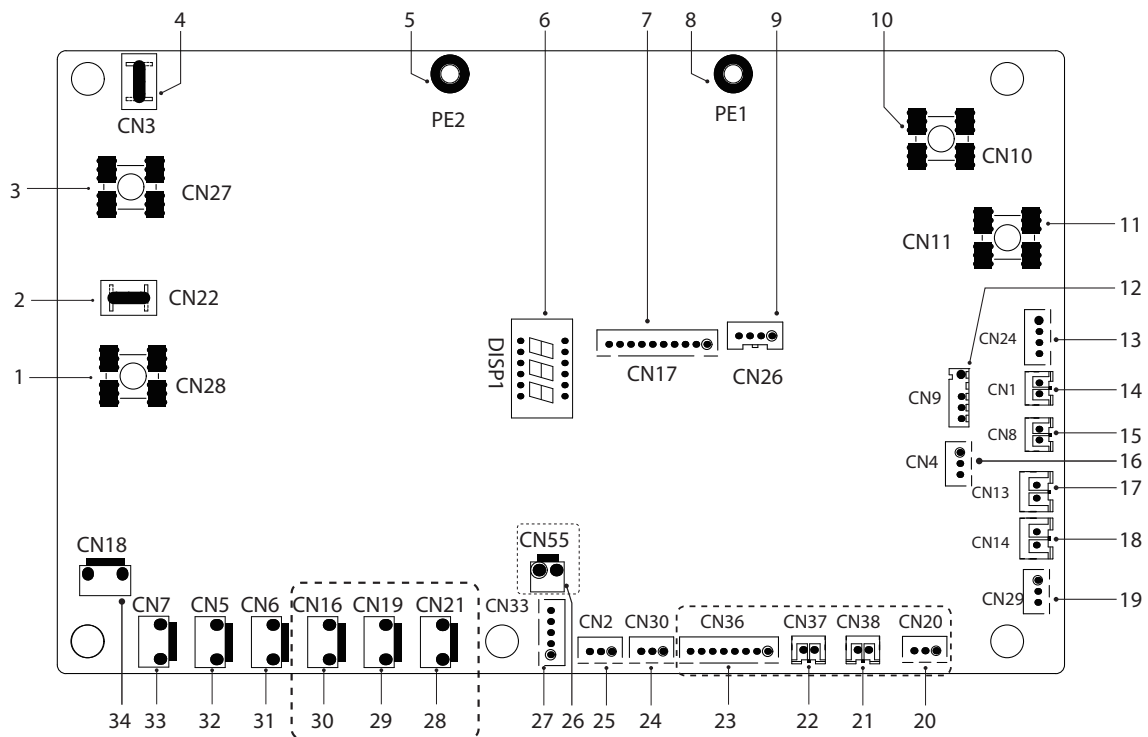 4 5 6 7 8 9 10
CN3 PE2 PE1
CN10
3 CN27
11
CN11
2 CN22
12
DISP1 CN17 CN26
CN24 13
1 CN28
CN9 CN1 14
CN8 15
CN4 16
CN13 17
CN18 CN55 CN14 18
CN7 CN5 CN6 CN16 CN19 CN21 CN33 CN2 CN30 CN36 CN37 CN38 CN20
CN29 19
34 33 32 31 30 29 28 27 26 25 24 23 22 21 20